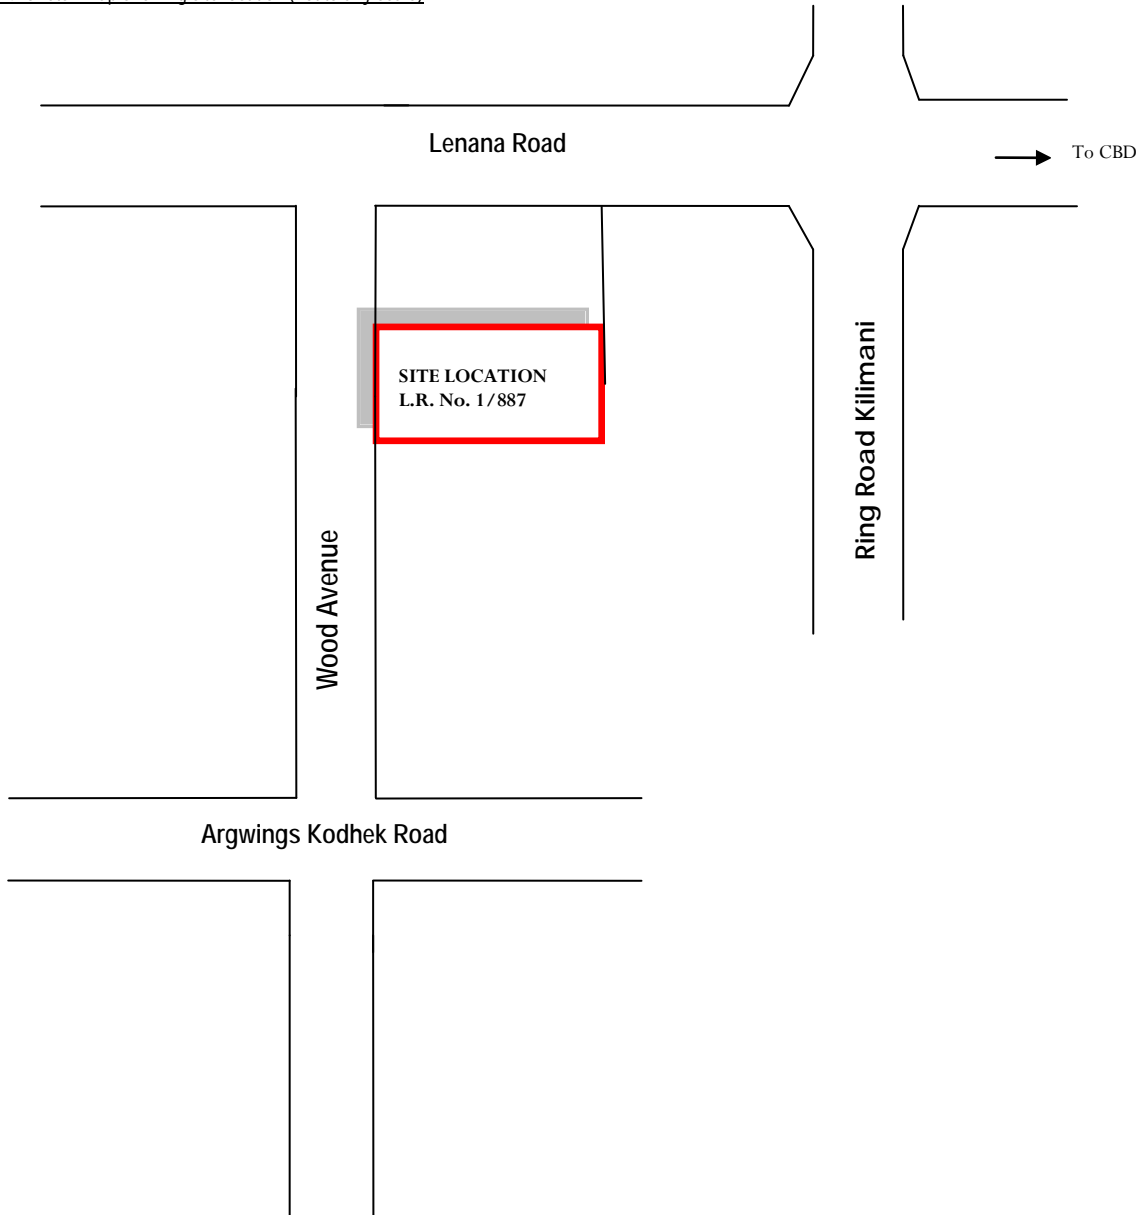 Lenana Road
To CBD
SITE LOCATION
L.R. No. 1/887
Ring Road Kilimani
Wood Avenue
Argwings Kodhek Road